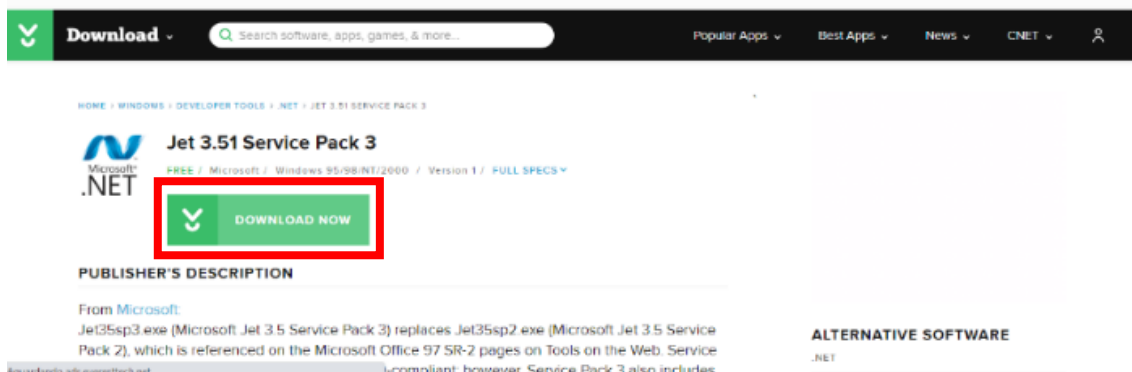 Download
Search software, apps, games, & more...
Popular Apps
Best Apps
News
CNET
HOME › WINDOWS › DEVELOPER TOOLS › .NET › JET 3.51 SERVICE PACK 3
Microsoft
.NET
Jet 3.51 Service Pack 3
FREE / Microsoft / Windows 95/98/NT/2000 / Version 1 / FULL SPECS
DOWNLOAD NOW
PUBLISHER'S DESCRIPTION
From Microsoft:
Jet35sp3.exe (Microsoft Jet 3.5 Service Pack 3) replaces Jet35sp2.exe (Microsoft Jet 3.5 Service
Pack 2), which is referenced on the Microsoft Office 97 SR-2 pages on Tools on the Web. Service
-compliant; however, Service Pack 3 also includes
ALTERNATIVE SOFTWARE
.NET